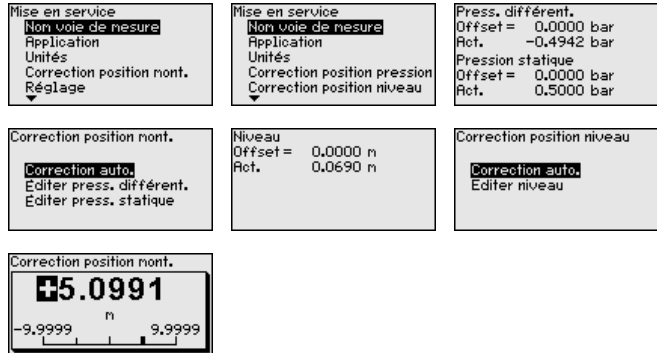 Mise en service
Nom voie de mesure
Application
Unités
Correction position mont.
Réglage
Mise en service
Nom voie de mesure
Application
Unités
Correction position pression
Correction position niveau
Press. différent.
Offset = 0.0000 bar
Act. -0.4942 bar
Pression statique
Offset = 0.0000 bar
Act. 0.5000 bar
Correction position mont.
Correction auto.
Éditer press. différent.
Éditer press. statique
Niveau
Offset = 0.0000 m
Act. 0.0690 m
Correction position niveau
Correction auto.
Editer niveau
Correction position mont.
+5.0991
m
-9.9999 9.9999